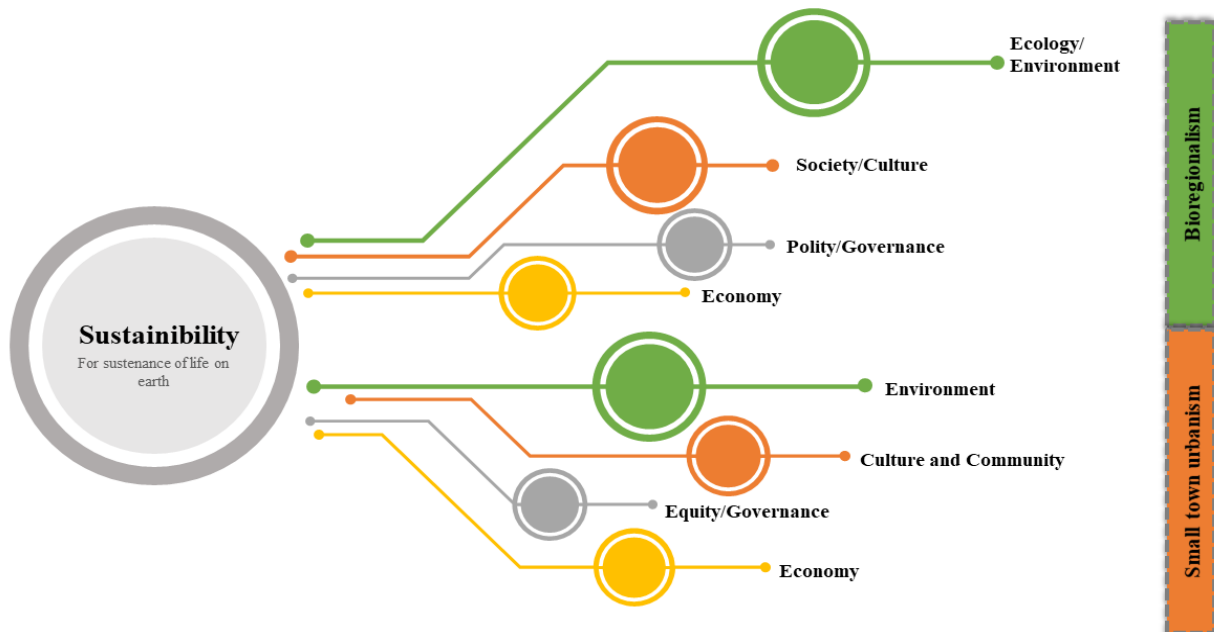 Ecology/
Environment
Society/Culture
Polity/Governance
Economy
Sustainibility
For sustenance of life on
earth
Environment
Culture and Community
Equity/Governance
Economy
Bioregionalism
Small town urbanism